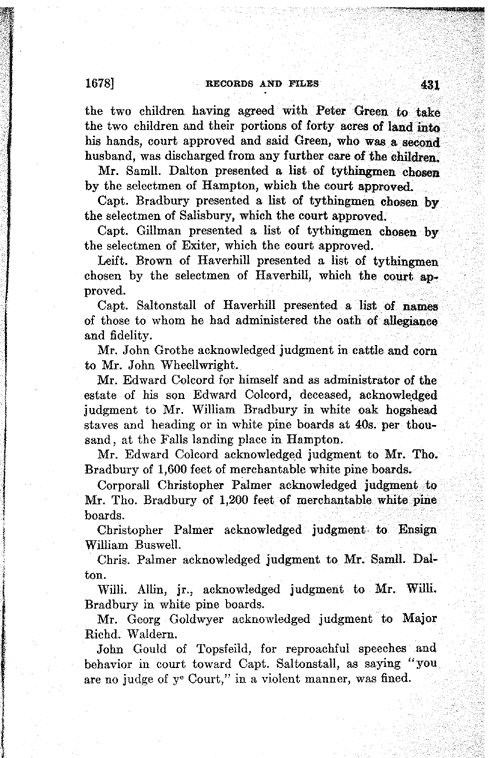 1678] RECORDS AND FILES 431
the two children having agreed with Peter Green to take
the two children and their portions of forty acres of land into
his hands, court approved and said Green, who was a second
husband, was discharged from any further care of the children.
Mr. Samll. Dalton presented a list of tythingmen chosen
by the selectmen of Hampton, which the court approved.
Capt. Bradbury presented a list of tythingmen chosen by
the selectmen of Salisbury, which the court approved.
Capt. Gillman presented a list of tythingmen chosen by
the selectmen of Exiter, which the court approved.
Leift. Brown of Haverhill presented a list of tythingmen
chosen by the selectmen of Haverhill, which the court ap-
proved.
Capt. Saltonstall of Haverhill presented a list of names
of those to whom he had administered the oath of allegiance
and fidelity.
Mr. John Grothe acknowledged judgment in cattle and corn
to Mr. John Wheellwright.
Mr. Edward Colcord for himself and as administrator of the
estate of his son Edward Colcord, deceased, acknowledged
judgment to Mr. William Bradbury in white oak hogshead
staves and heading or in white pine boards at 40s. per thou-
sand, at the Falls landing place in Hampton.
Mr. Edward Colcord acknowledged judgment to Mr. Tho.
Bradbury of 1,600 feet of merchantable white pine boards.
Corporall Christopher Palmer acknowledged judgment to
Mr. Tho. Bradbury of 1,200 feet of merchantable white pine
boards.
Christopher Palmer acknowledged judgment to Ensign
William Buswell.
Chris. Palmer acknowledged judgment to Mr. Samll. Dal-
ton.
Willi. Allin, jr., acknowledged judgment to Mr. Willi.
Bradbury in white pine boards.
Mr. Georg Goldwyer acknowledged judgment to Major
Richd. Waldern.
John Gould of Topsfeild, for reproachful speeches and
behavior in court toward Capt. Saltonstall, as saying "you
are no judge of yᵉ Court," in a violent manner, was fined.